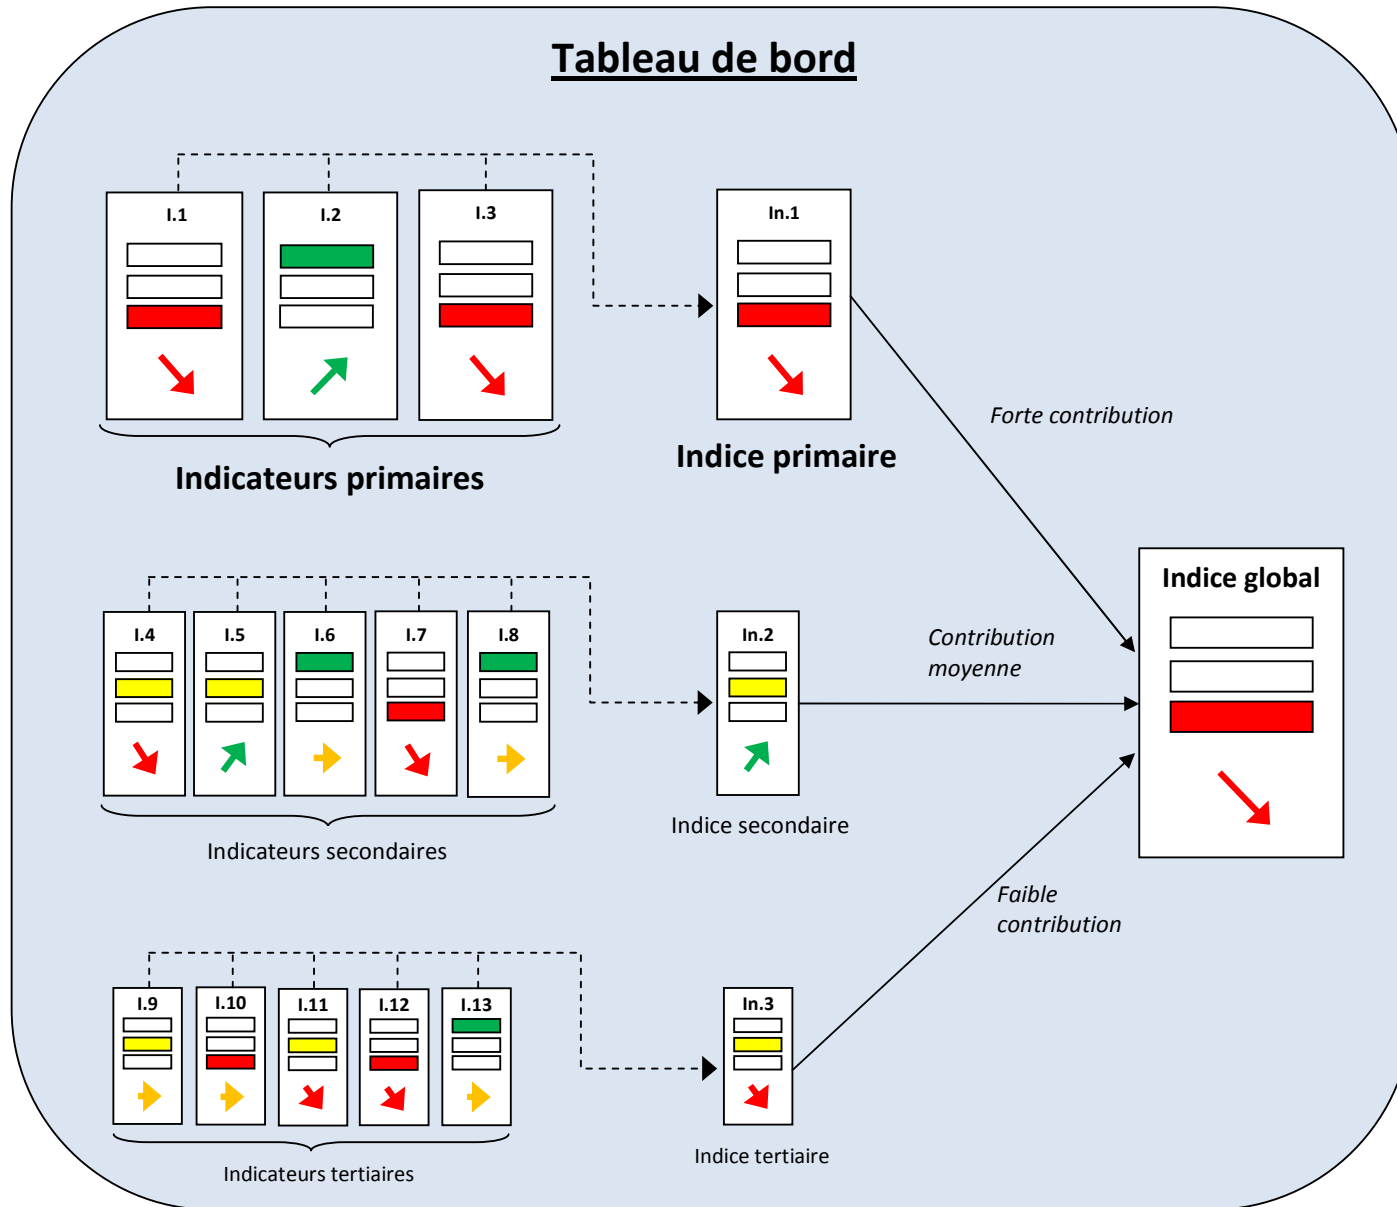 Tableau de bord
I.1
I.2
I.3
In.1
Forte contribution
Indicateurs primaires
Indice primaire
Indice global
I.4
I.5
I.6
I.7
I.8
In.2
Contribution
moyenne
Indicateurs secondaires
Indice secondaire
Faible
contribution
I.9
I.10
I.11
I.12
I.13
In.3
Indicateurs tertiaires
Indice tertiaire